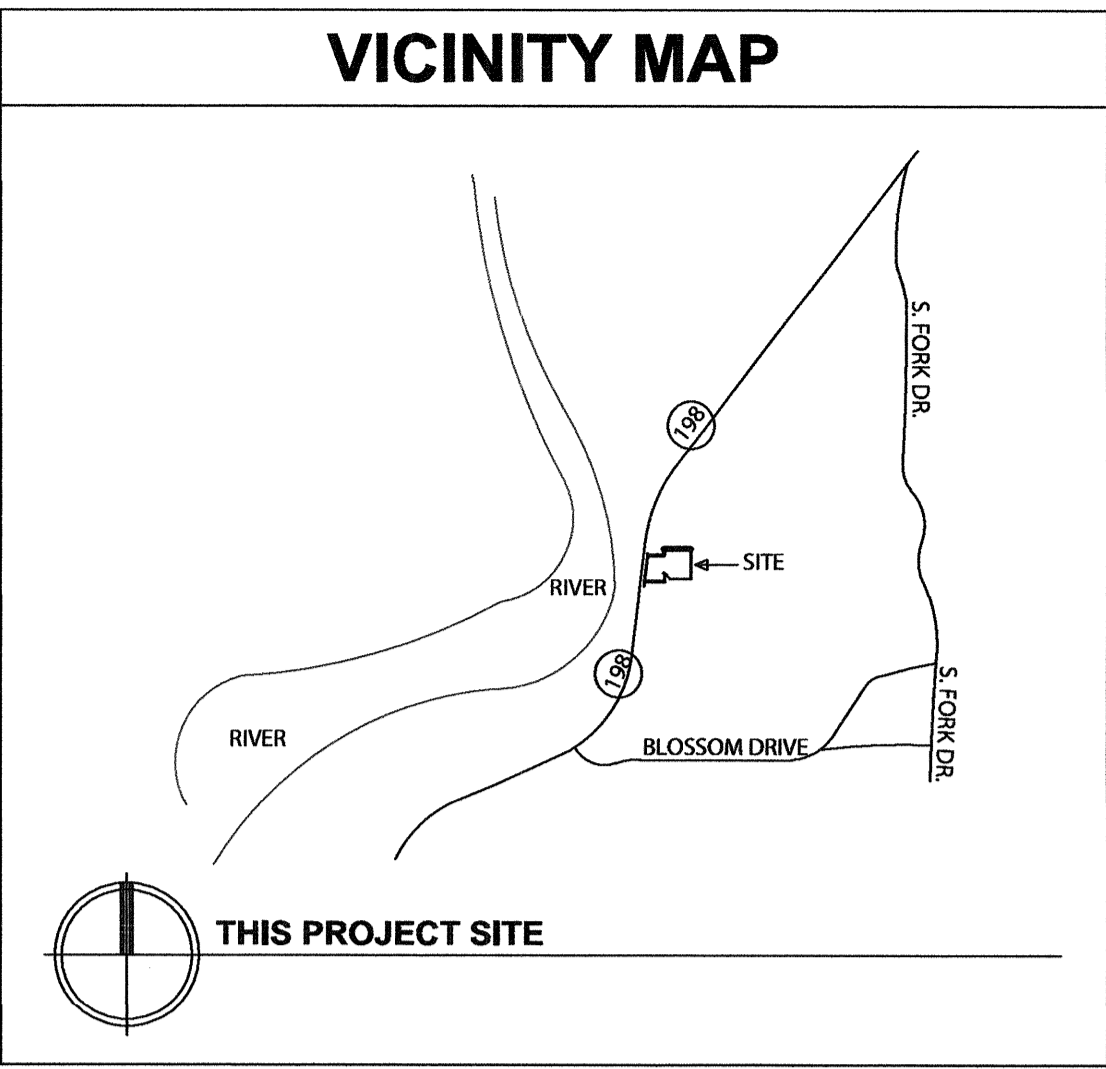 VICINITY MAP
S. FORK DR.
198
SITE
RIVER
198
S. FORK DR.
RIVER
BLOSSOM DRIVE
THIS PROJECT SITE